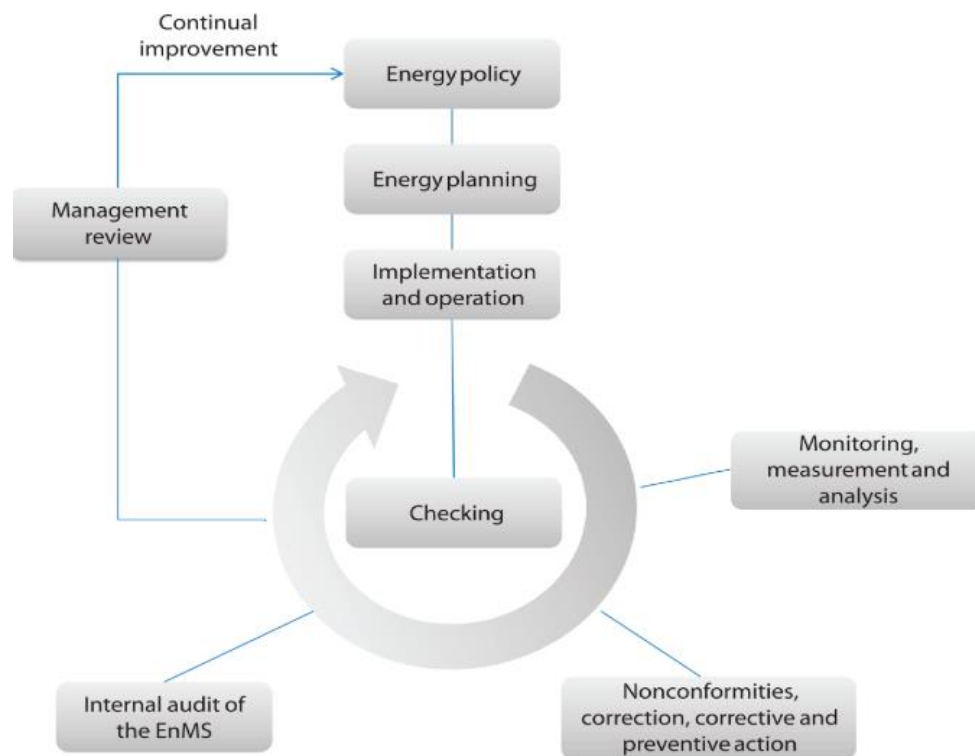 Continual
improvement
Energy policy
Energy planning
Management
review
Implementation
and operation
Monitoring,
measurement and
analysis
Checking
Internal audit of
the EnMS
Nonconformities,
correction, corrective and
preventive action